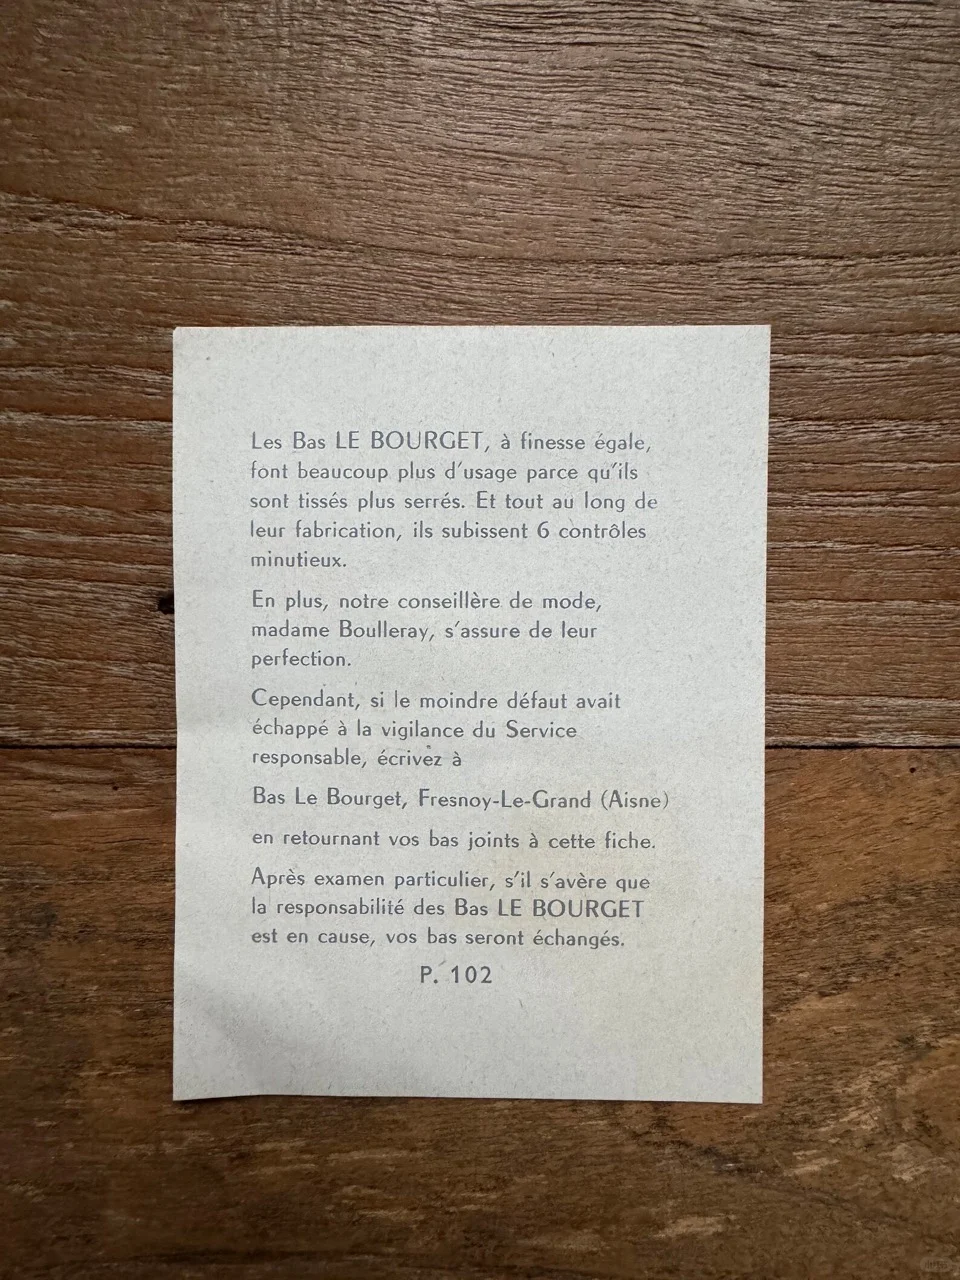 Les Bas LE BOURGET, à finesse égale,
font beaucoup plus d'usage parce qu'ils
sont tissés plus serrés. Et tout au long de
leur fabrication, ils subissent 6 contrôles
minutieux.
En plus, notre conseillère de mode,
madame Boulleray, s'assure de leur
perfection.
Cependant, si le moindre défaut avait
échappé à la vigilance du Service
responsable, écrivez à
Bas Le Bourget, Fresnoy-Le-Grand (Aisne)
en retournant vos bas joints à cette fiche.
Après examen particulier, s'il s'avère que
la responsabilité des Bas LE BOURGET
est en cause, vos bas seront échangés.
P. 102